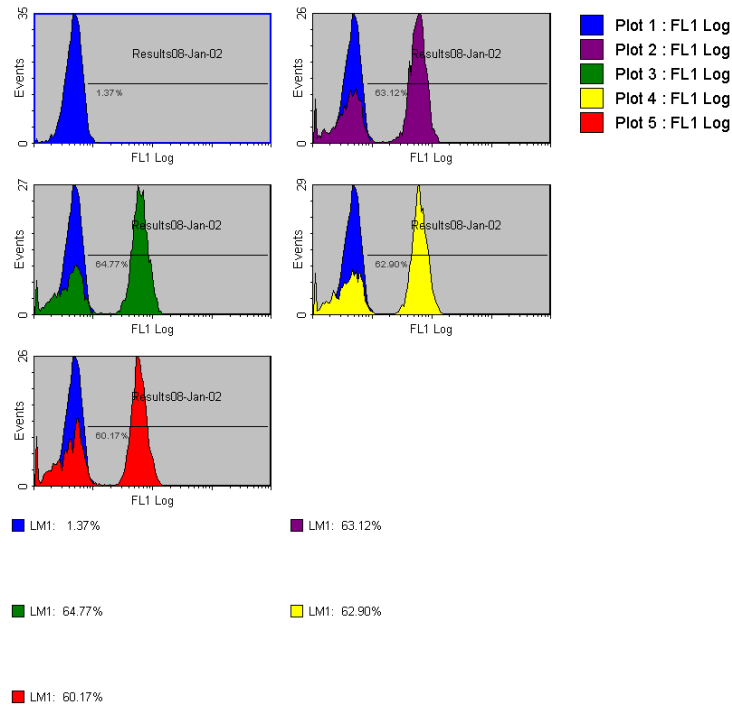 35
Events
0
Results08-Jan-02
1.37%
FL1 Log
26
Events
0
Results08-Jan-02
63.12%
FL1 Log
Plot 1 : FL1 Log
Plot 2 : FL1 Log
Plot 3 : FL1 Log
Plot 4 : FL1 Log
Plot 5 : FL1 Log
27
Events
0
Results08-Jan-02
64.77%
FL1 Log
29
Events
0
Results08-Jan-02
62.90%
FL1 Log
26
Events
0
Results08-Jan-02
60.17%
FL1 Log
LM1: 1.37%
LM1: 63.12%
LM1: 64.77%
LM1: 62.90%
LM1: 60.17%